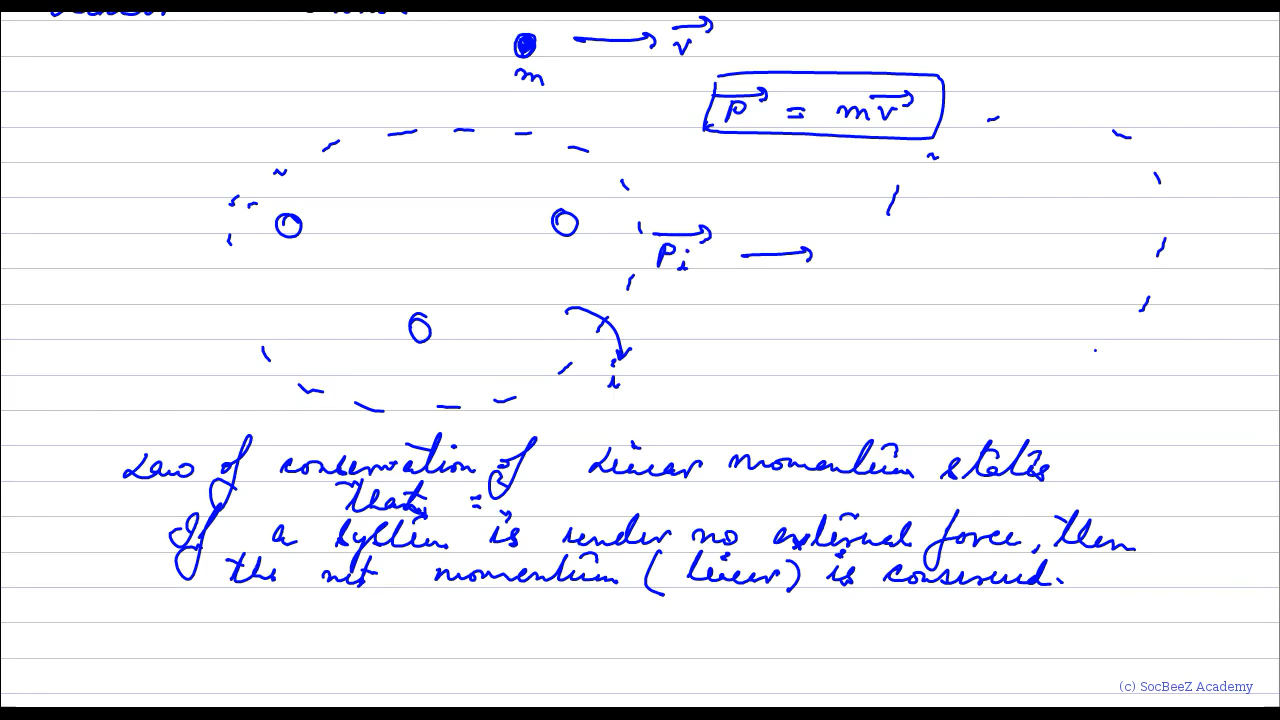 m
v
p = mv
Pi
i
Law of conservation of Linear momentum states
that :-
If a system is under no external force, then
the net momentum (linear) is conserved.
(c) SocBeeZ Academy